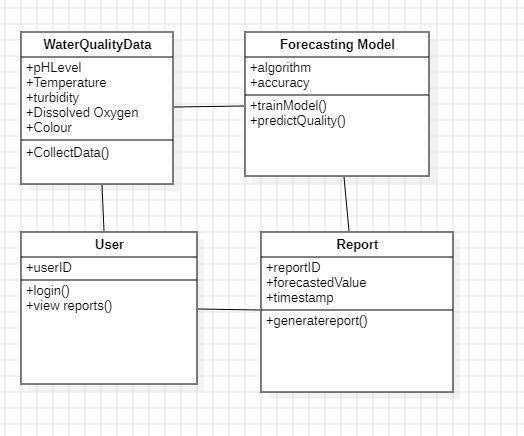 WaterQualityData
+pHLevel
+Temperature
+turbidity
+Dissolved Oxygen
+Colour
+CollectData()
Forecasting Model
+algorithm
+accuracy
+trainModel()
+predictQuality()
User
+userID
+login()
+view reports()
Report
+reportID
+forecastedValue
+timestamp
+generatereport()